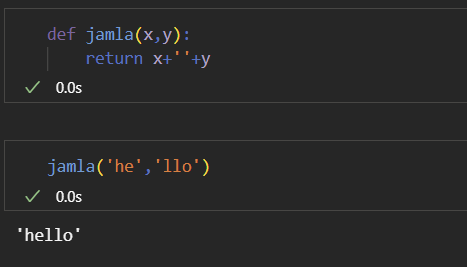 def jamla(x,y):
    return x+''+y
0.0s
jamla('he','llo')
0.0s
'hello'